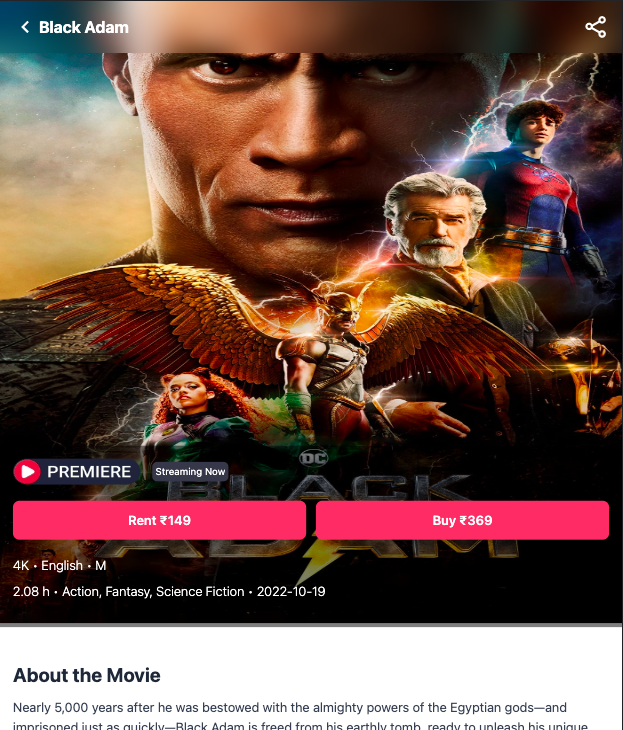 Black Adam
DC
PREMIERE Streaming Now
BLACK
ADAM
Rent ₹149 Buy ₹369
4K • English • M
2.08 h • Action, Fantasy, Science Fiction • 2022-10-19
About the Movie
Nearly 5,000 years after he was bestowed with the almighty powers of the Egyptian gods—and
imprisoned just as quickly—Black Adam is freed from his earthly tomb, ready to unleash his unique